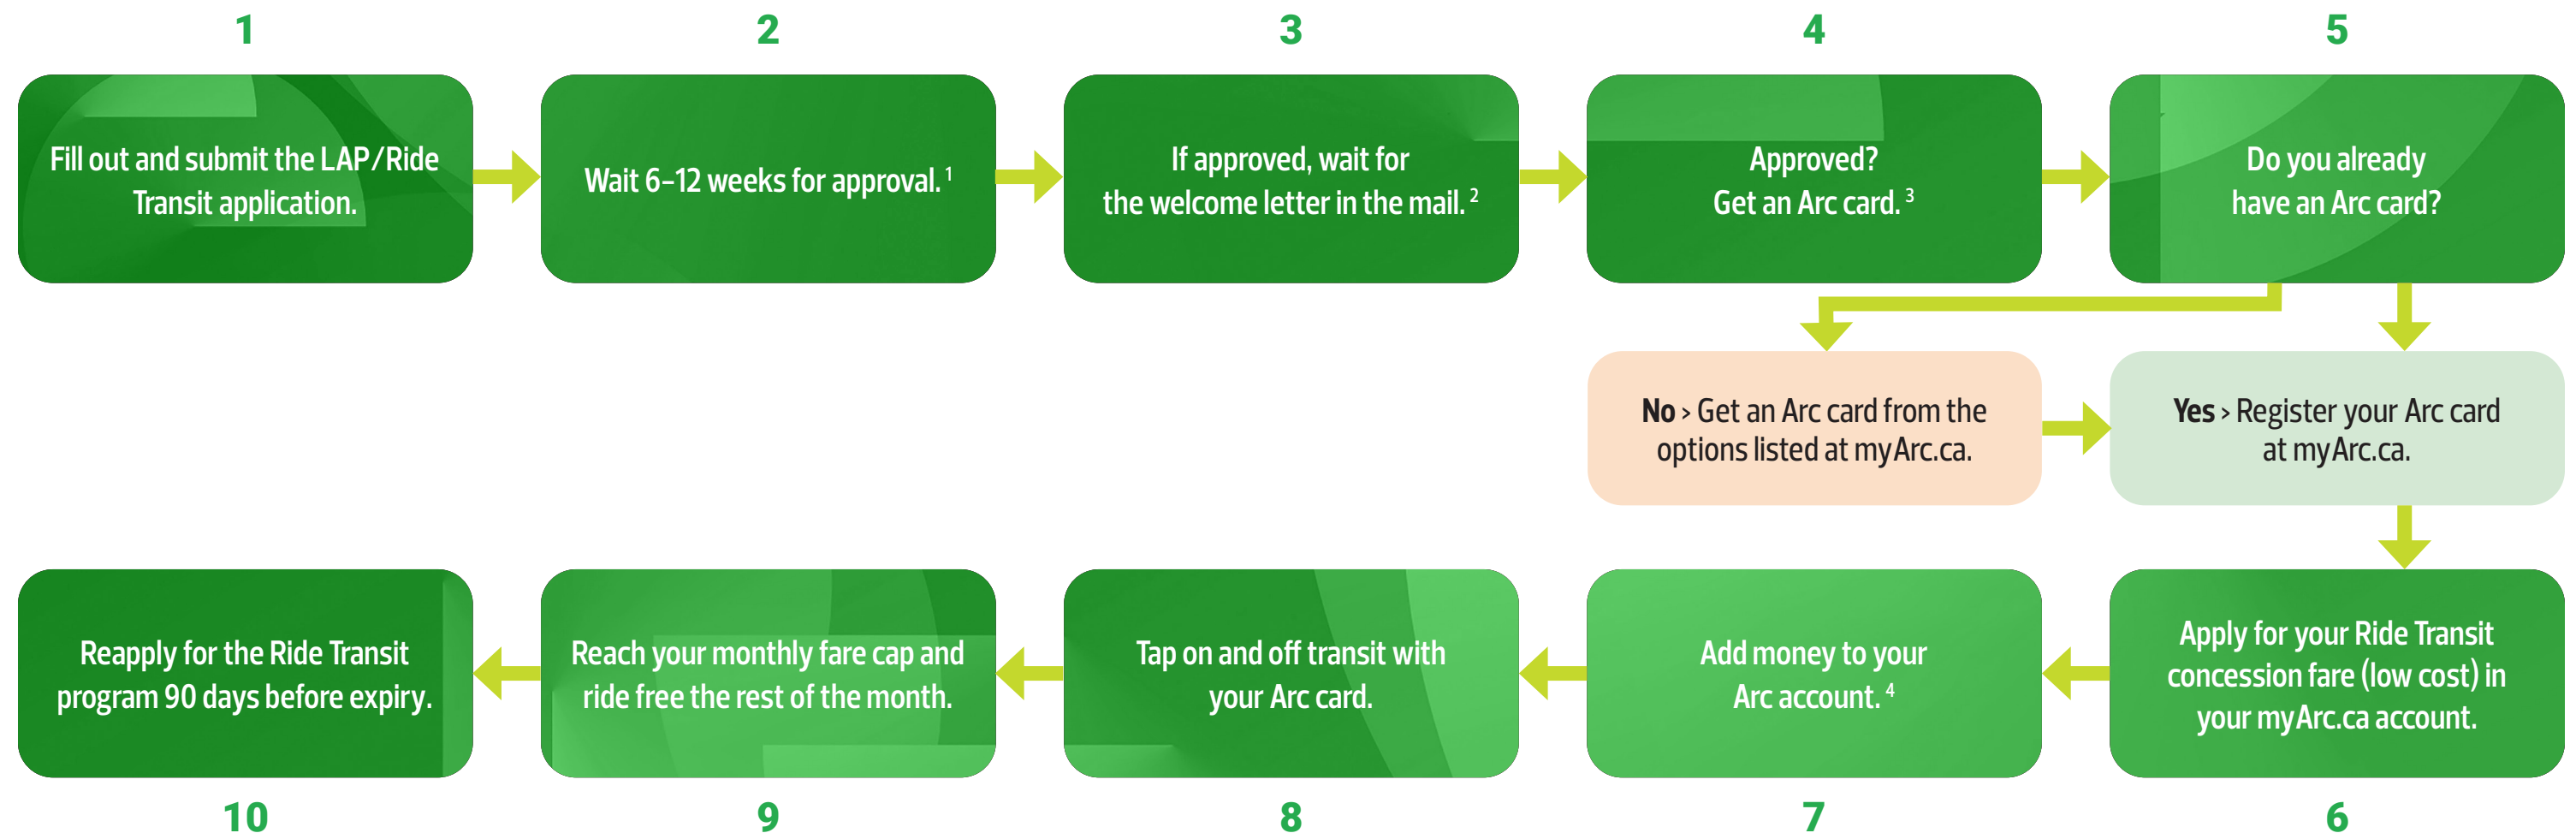 1
Fill out and submit the LAP/Ride
Transit application.
2
Wait 6–12 weeks for approval. 1
3
If approved, wait for
the welcome letter in the mail. 2
4
Approved?
Get an Arc card. 3
5
Do you already
have an Arc card?
No › Get an Arc card from the
options listed at myArc.ca.
Yes › Register your Arc card
at myArc.ca.
Apply for your Ride Transit
concession fare (low cost) in
your myArc.ca account.
6
Add money to your
Arc account. 4
7
Tap on and off transit with
your Arc card.
8
Reach your monthly fare cap and
ride free the rest of the month.
9
Reapply for the Ride Transit
program 90 days before expiry.
10